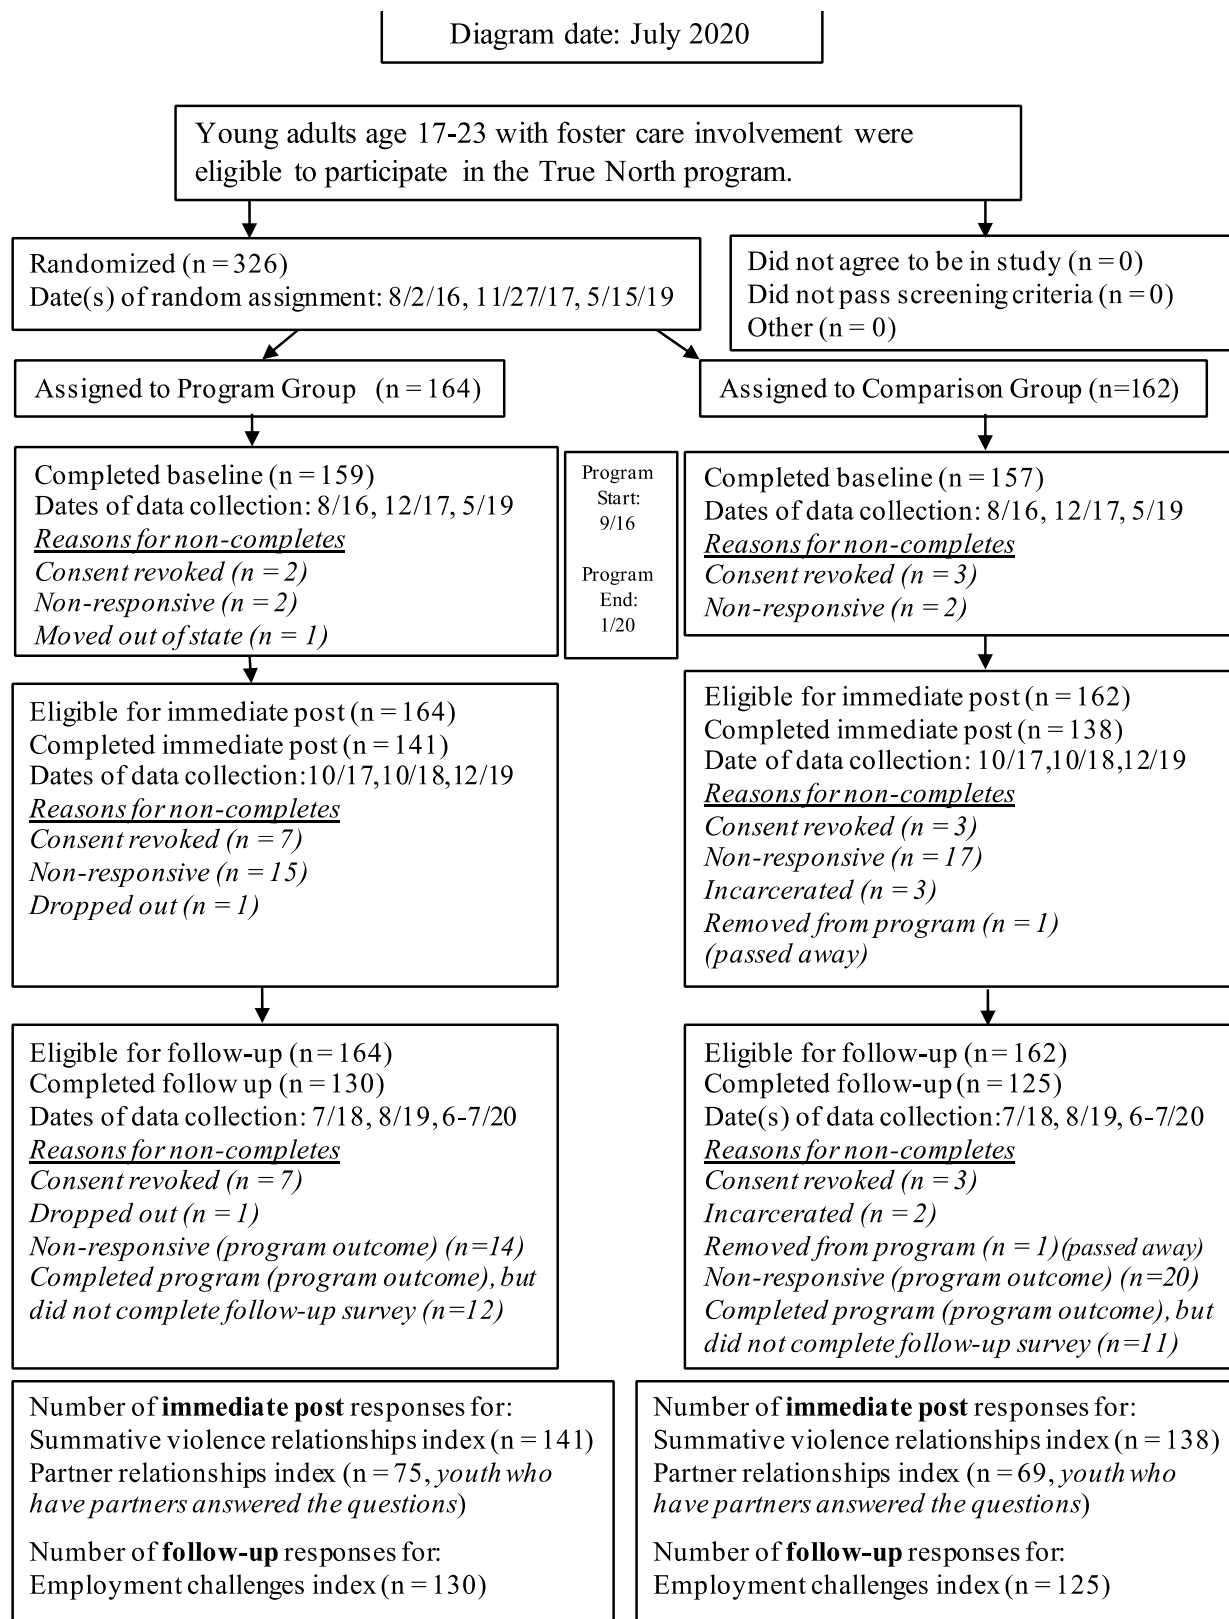 Diagram date: July 2020
Young adults age 17-23 with foster care involvement were
eligible to participate in the True North program.
Randomized (n = 326)
Date(s) of random assignment: 8/2/16, 11/27/17, 5/15/19
Did not agree to be in study (n = 0)
Did not pass screening criteria (n = 0)
Other (n = 0)
Assigned to Program Group (n = 164)
Assigned to Comparison Group (n=162)
Completed baseline (n = 159)
Dates of data collection: 8/16, 12/17, 5/19
Reasons for non-completes
Consent revoked (n = 2)
Non-responsive (n = 2)
Moved out of state (n = 1)
Program
Start:
9/16
Program
End:
1/20
Completed baseline (n = 157)
Dates of data collection: 8/16, 12/17, 5/19
Reasons for non-completes
Consent revoked (n = 3)
Non-responsive (n = 2)
Eligible for immediate post (n = 164)
Completed immediate post (n = 141)
Dates of data collection:10/17,10/18,12/19
Reasons for non-completes
Consent revoked (n = 7)
Non-responsive (n = 15)
Dropped out (n = 1)
Eligible for immediate post (n = 162)
Completed immediate post (n = 138)
Date of data collection: 10/17,10/18,12/19
Reasons for non-completes
Consent revoked (n = 3)
Non-responsive (n = 17)
Incarcerated (n = 3)
Removed from program (n = 1)
(passed away)
Eligible for follow-up (n = 164)
Completed follow up (n = 130)
Dates of data collection: 7/18, 8/19, 6-7/20
Reasons for non-completes
Consent revoked (n = 7)
Dropped out (n = 1)
Non-responsive (program outcome) (n=14)
Completed program (program outcome), but
did not complete follow-up survey (n=12)
Eligible for follow-up (n = 162)
Completed follow-up (n = 125)
Date(s) of data collection:7/18, 8/19, 6-7/20
Reasons for non-completes
Consent revoked (n = 3)
Incarcerated (n = 2)
Removed from program (n = 1) (passed away)
Non-responsive (program outcome) (n=20)
Completed program (program outcome), but
did not complete follow-up survey (n=11)
Number of immediate post responses for:
Summative violence relationships index (n = 141)
Partner relationships index (n = 75, youth who
have partners answered the questions)
Number of follow-up responses for:
Employment challenges index (n = 130)
Number of immediate post responses for:
Summative violence relationships index (n = 138)
Partner relationships index (n = 69, youth who
have partners answered the questions)
Number of follow-up responses for:
Employment challenges index (n = 125)